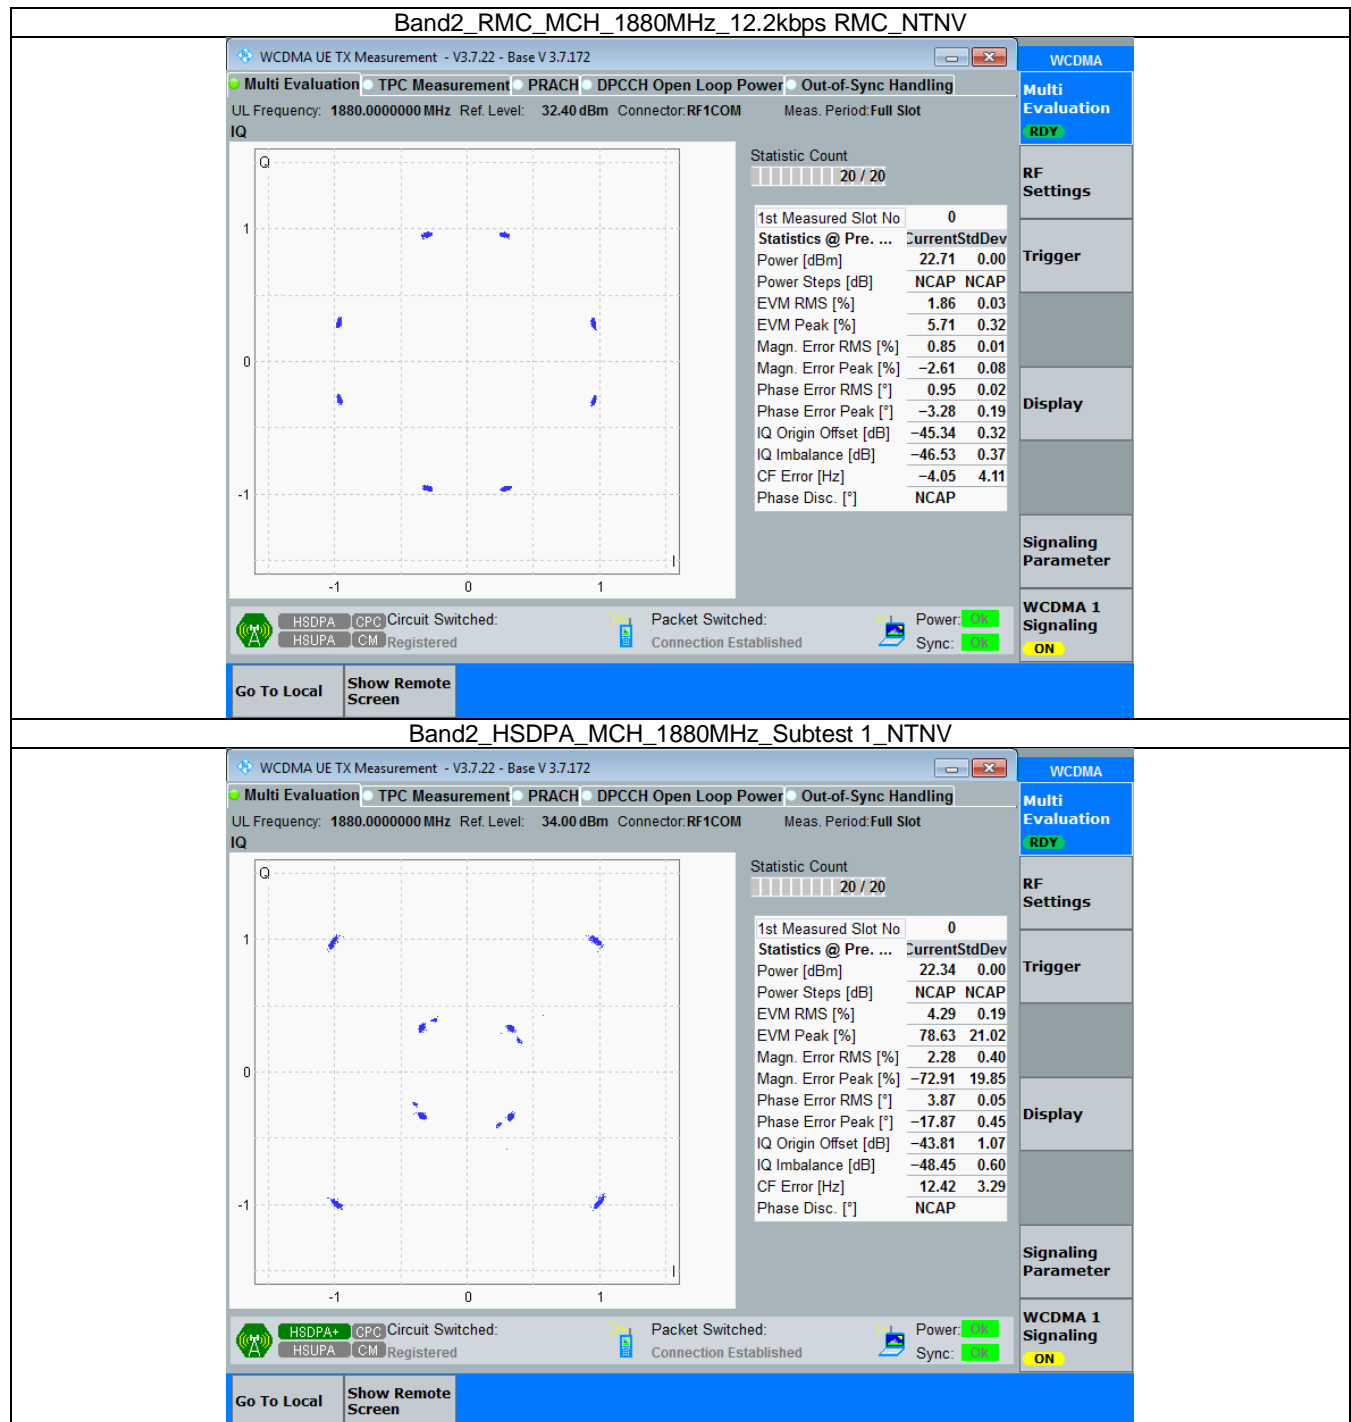 Band2_RMC_MCH_1880MHz_12.2kbps RMC_NTNV
WCDMA UE TX Measurement - V3.7.22 - Base V 3.7.172
WCDMA
Multi Evaluation TPC Measurement PRACH DPCCH Open Loop Power Out-of-Sync Handling
Multi
Evaluation
RDY
UL Frequency: 1880.0000000 MHz Ref. Level: 32.40 dBm Connector: RF1COM Meas. Period: Full Slot
IQ
Q
1
0
-1
-1 0 1
I
Statistic Count
20 / 20
1st Measured Slot No 0
Statistics @ Pre. ... Current StdDev
Power [dBm] 22.71 0.00
Power Steps [dB] NCAP NCAP
EVM RMS [%] 1.86 0.03
EVM Peak [%] 5.71 0.32
Magn. Error RMS [%] 0.85 0.01
Magn. Error Peak [%] −2.61 0.08
Phase Error RMS [°] 0.95 0.02
Phase Error Peak [°] −3.28 0.19
IQ Origin Offset [dB] −45.34 0.32
IQ Imbalance [dB] −46.53 0.37
CF Error [Hz] −4.05 4.11
Phase Disc. [°] NCAP
RF
Settings
Trigger
Display
Signaling
Parameter
WCDMA 1
Signaling
ON
HSDPA CPC Circuit Switched: Packet Switched: Power: Ok
HSUPA CM Registered Connection Established Sync: Ok
Go To Local
Show Remote
Screen
Band2_HSDPA_MCH_1880MHz_Subtest 1_NTNV
WCDMA UE TX Measurement - V3.7.22 - Base V 3.7.172
WCDMA
Multi Evaluation TPC Measurement PRACH DPCCH Open Loop Power Out-of-Sync Handling
Multi
Evaluation
RDY
UL Frequency: 1880.0000000 MHz Ref. Level: 34.00 dBm Connector: RF1COM Meas. Period: Full Slot
IQ
Q
1
0
-1
-1 0 1
I
Statistic Count
20 / 20
1st Measured Slot No 0
Statistics @ Pre. ... Current StdDev
Power [dBm] 22.34 0.00
Power Steps [dB] NCAP NCAP
EVM RMS [%] 4.29 0.19
EVM Peak [%] 78.63 21.02
Magn. Error RMS [%] 2.28 0.40
Magn. Error Peak [%] −72.91 19.85
Phase Error RMS [°] 3.87 0.05
Phase Error Peak [°] −17.87 0.45
IQ Origin Offset [dB] −43.81 1.07
IQ Imbalance [dB] −48.45 0.60
CF Error [Hz] 12.42 3.29
Phase Disc. [°] NCAP
RF
Settings
Trigger
Display
Signaling
Parameter
WCDMA 1
Signaling
ON
HSDPA+ CPC Circuit Switched: Packet Switched: Power: Ok
HSUPA CM Registered Connection Established Sync: Ok
Go To Local
Show Remote
Screen